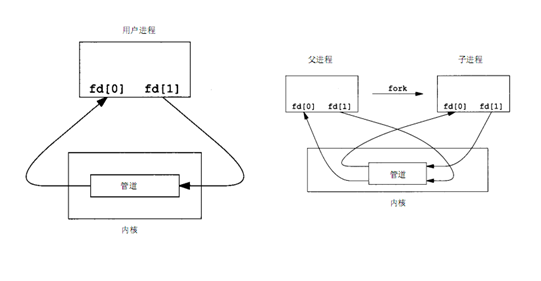 用户进程
fd[0] fd[1]
管道
内核
父进程
子进程
fd[0] fd[1]
fork
fd[0] fd[1]
管道
内核